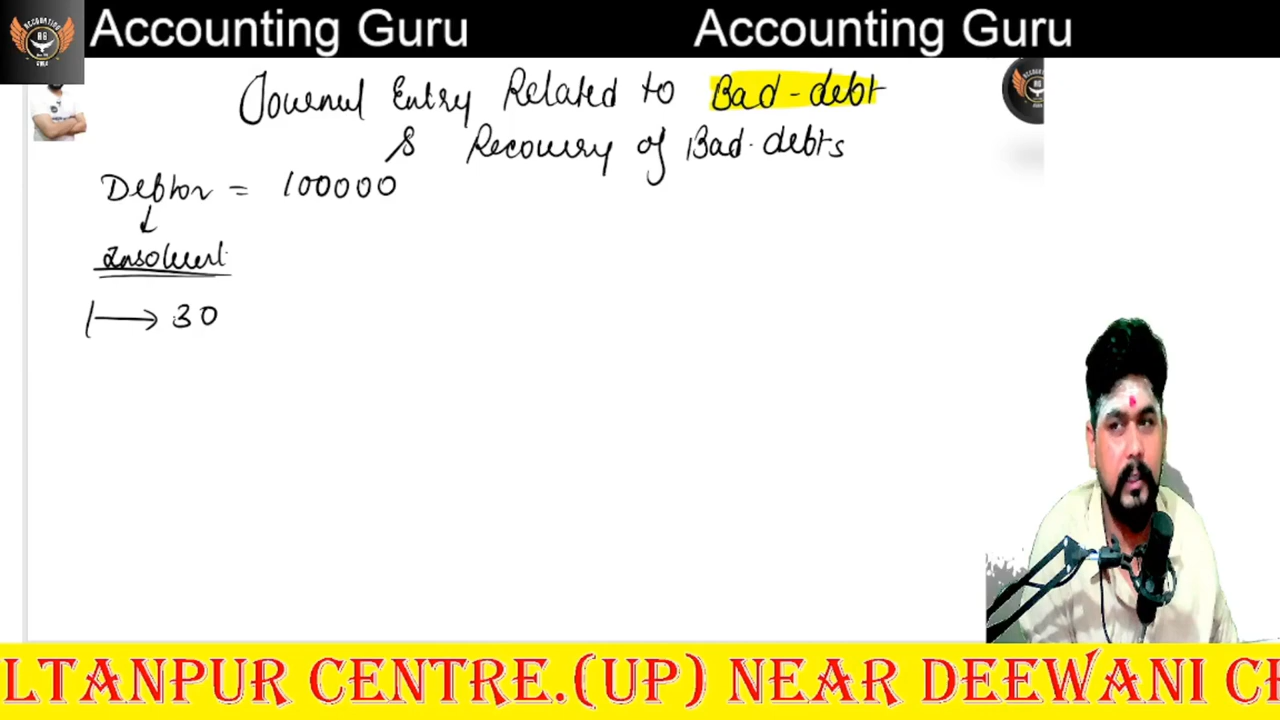 Accounting Guru Accounting Guru
Journal Entry Related to Bad-debt
& Recovery of Bad-debts
Debtor = 100000
Insolvent
30
LTANPUR CENTRE.(UP) NEAR DEEWANI C